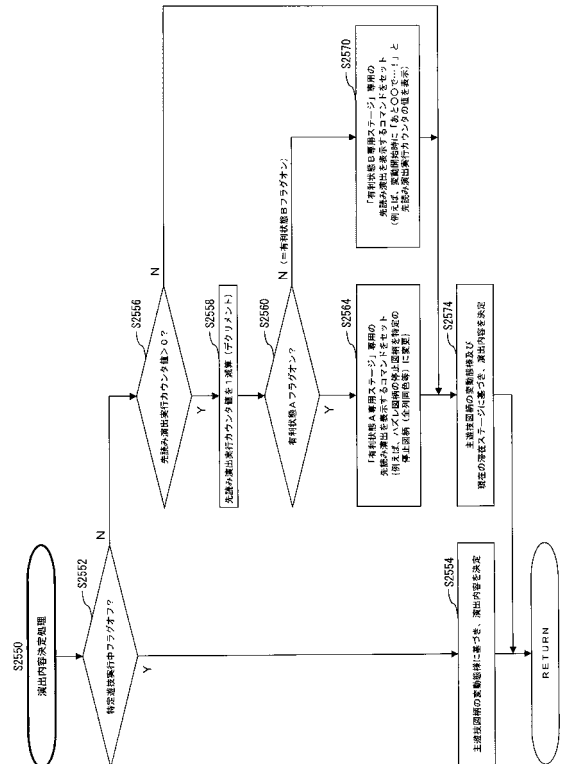 S2550
演出内容決定処理
S2552
特定遊技実行中フラグオフ?
N
Y
S2554
主遊技図柄の変動態様に基づき、演出内容を決定
RETURN
S2556
先読み演出実行カウンタ値>0?
N
Y
S2558
先読み演出実行カウンタ値を1減算(デクリメント)
S2560
有利状態Aフラグオン?
N(=有利状態Bフラグオン)
Y
S2564
「有利状態A専用ステージ」専用の
先読み演出を表示するコマンドをセット
(例えば、ハズレ図柄の停止図柄を特定の
停止図柄(全列同色等)に変更)
S2570
「有利状態B専用ステージ」専用の
先読み演出を表示するコマンドをセット
(例えば、変動開始時に「あと○○で…!」と
先読み演出実行カウンタの値を表示)
S2574
主遊技図柄の変動態様及び
現在の滞在ステージに基づき、演出内容を決定